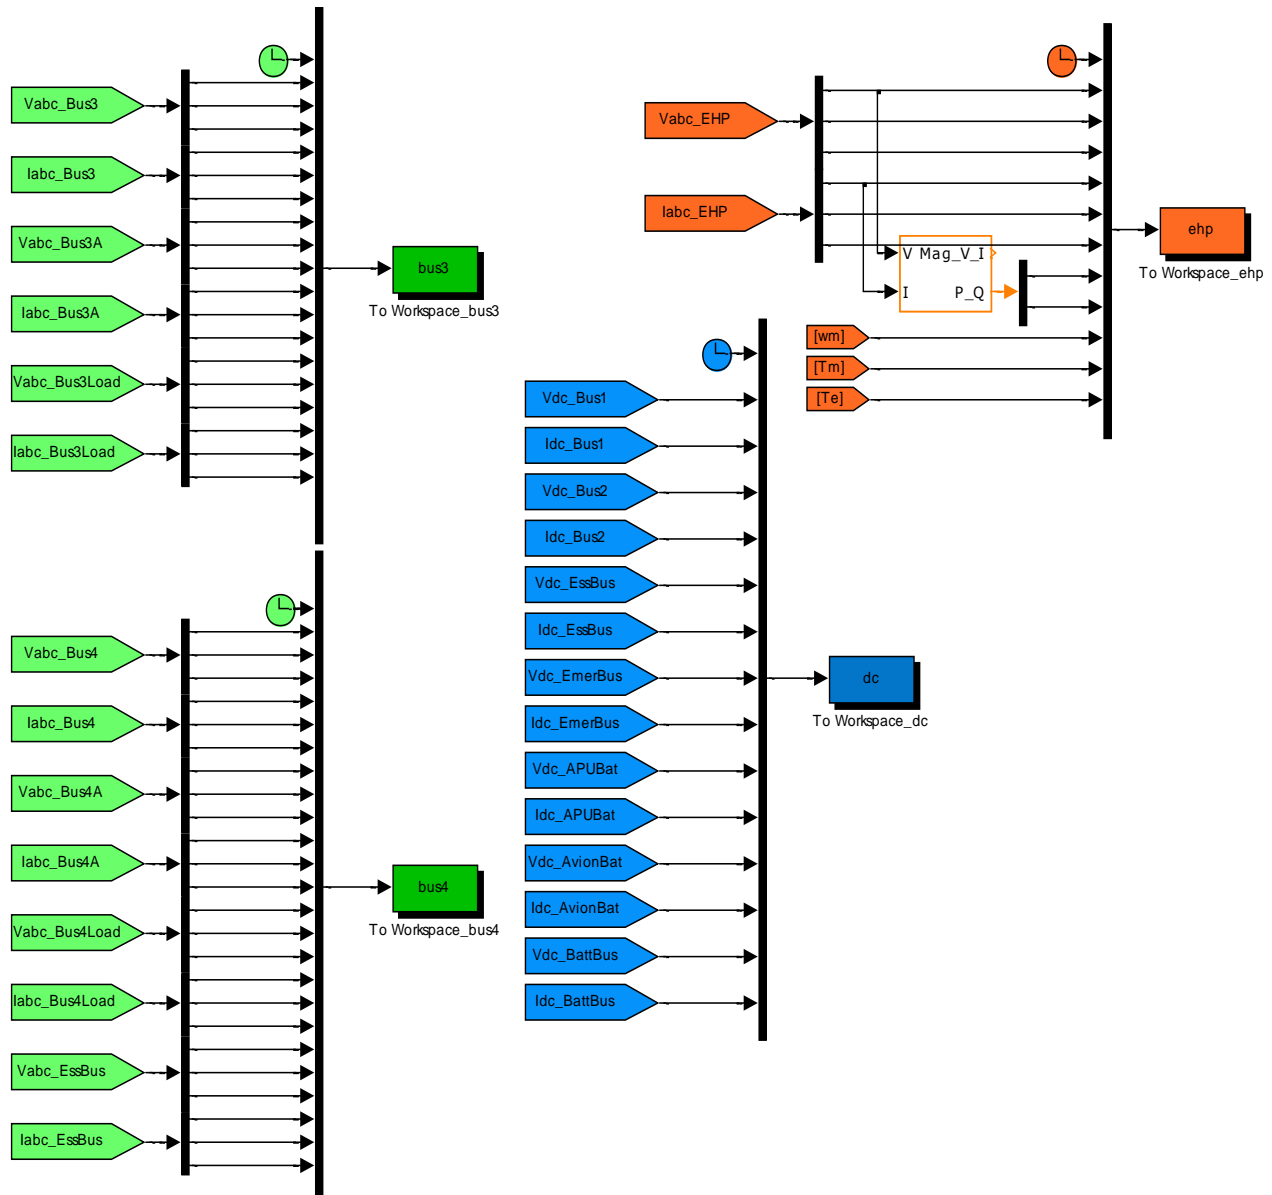 Vabc_Bus3
Iabc_Bus3
Vabc_Bus3A
Iabc_Bus3A
Vabc_Bus3Load
Iabc_Bus3Load
bus3
To Workspace_bus3
Vabc_Bus4
Iabc_Bus4
Vabc_Bus4A
Iabc_Bus4A
Vabc_Bus4Load
Iabc_Bus4Load
Vabc_EssBus
Iabc_EssBus
bus4
To Workspace_bus4
Vabc_EHP
Iabc_EHP
V Mag_V_I
I P_Q
[wm]
[Tm]
[Te]
ehp
To Workspace_ehp
Vdc_Bus1
Idc_Bus1
Vdc_Bus2
Idc_Bus2
Vdc_EssBus
Idc_EssBus
Vdc_EmerBus
Idc_EmerBus
Vdc_APUBat
Idc_APUBat
Vdc_AvionBat
Idc_AvionBat
Vdc_BattBus
Idc_BattBus
dc
To Workspace_dc